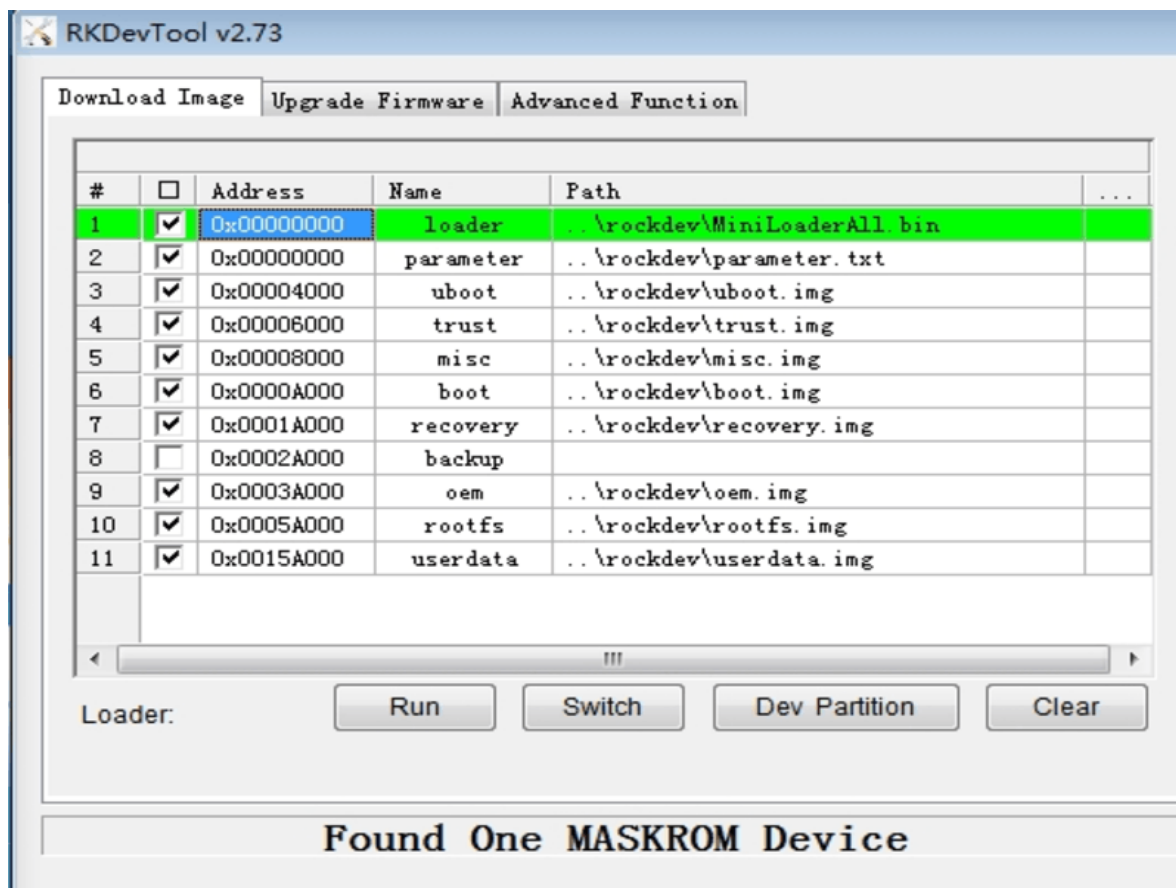 RKDevTool v2.73
Download Image Upgrade Firmware Advanced Function
# Address Name Path ...
1 0x00000000 loader ..\rockdev\MiniLoaderAll.bin
2 0x00000000 parameter ..\rockdev\parameter.txt
3 0x00004000 uboot ..\rockdev\uboot.img
4 0x00006000 trust ..\rockdev\trust.img
5 0x00008000 misc ..\rockdev\misc.img
6 0x0000A000 boot ..\rockdev\boot.img
7 0x0001A000 recovery ..\rockdev\recovery.img
8 0x0002A000 backup
9 0x0003A000 oem ..\rockdev\oem.img
10 0x0005A000 rootfs ..\rockdev\rootfs.img
11 0x0015A000 userdata ..\rockdev\userdata.img
Loader: Run Switch Dev Partition Clear
Found One MASKROM Device